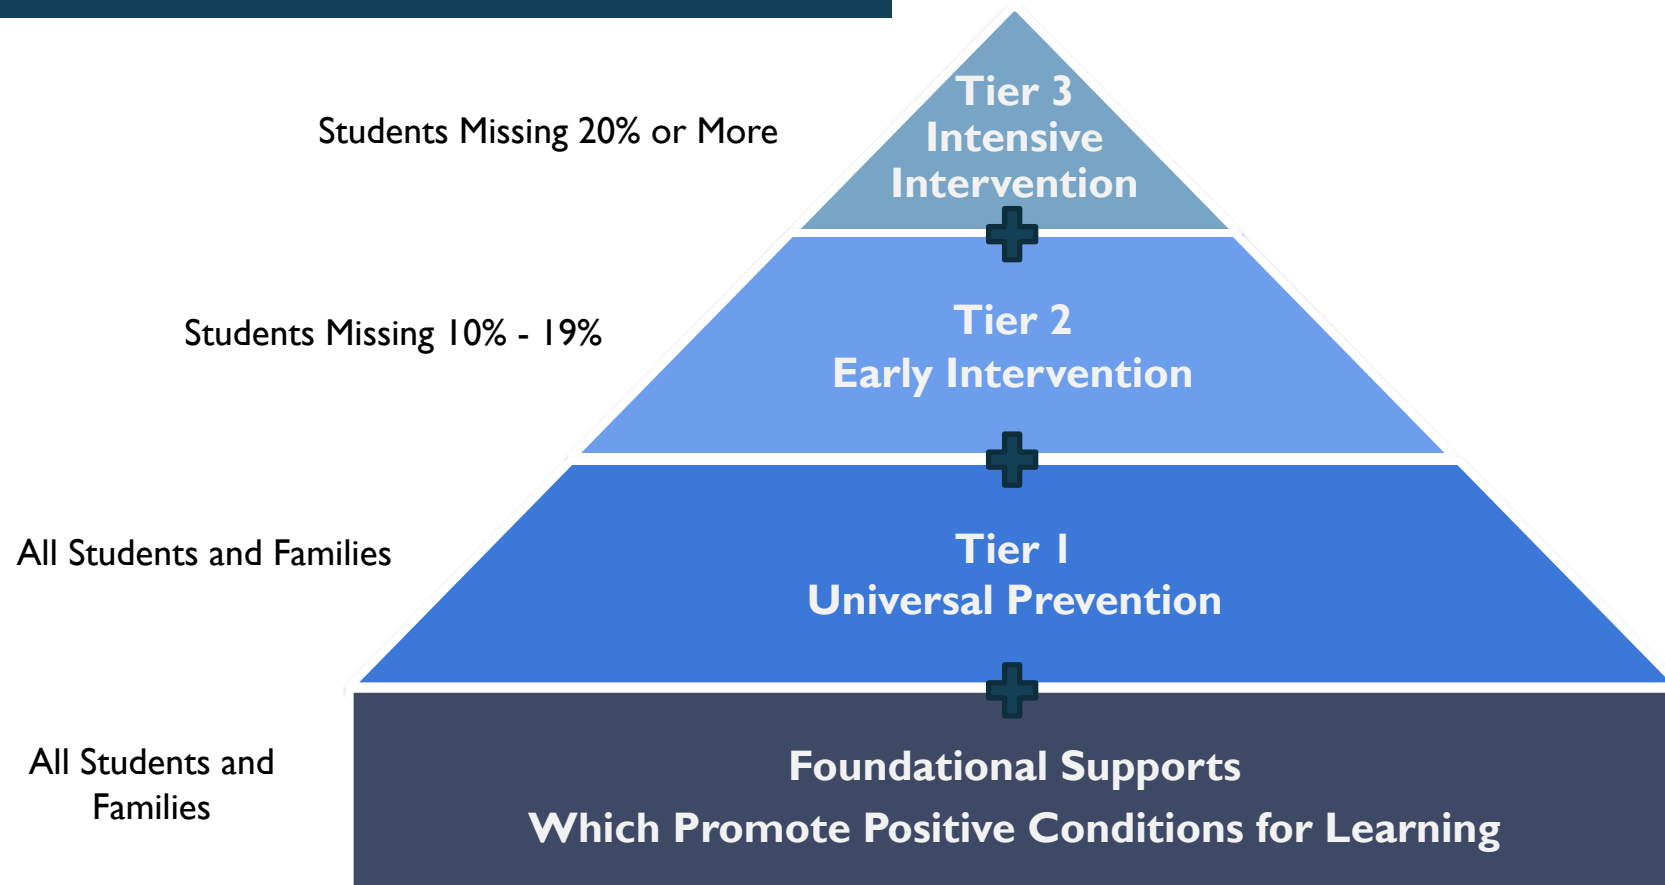 Tier 3
Intensive
Intervention
Students Missing 20% or More
Tier 2
Early Intervention
Students Missing 10% - 19%
Tier 1
Universal Prevention
All Students and Families
Foundational Supports
Which Promote Positive Conditions for Learning
All Students and
Families